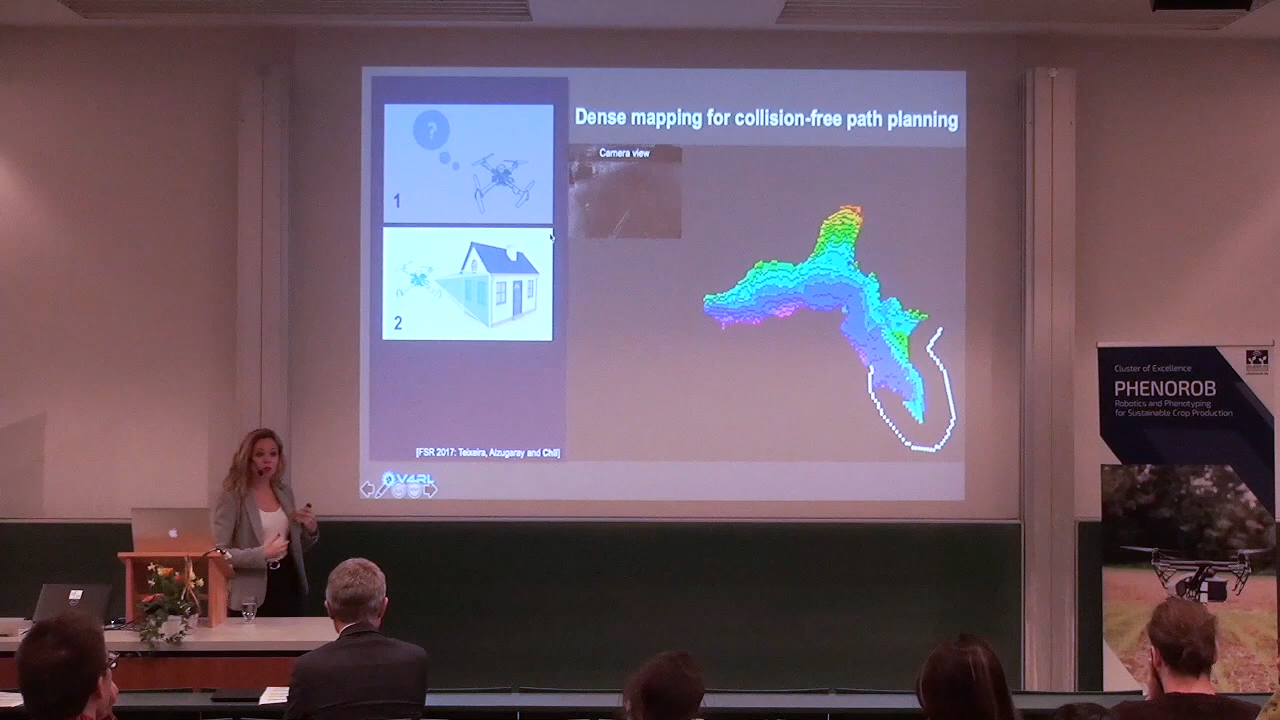 Dense mapping for collision-free path planning
Camera view
?
1
2
[FSR 2017: Teixeira, Alzugaray and Chli]
V4RL
Cluster of Excellence
PHENOROB
Robotics and Phenotyping
for Sustainable Crop Production